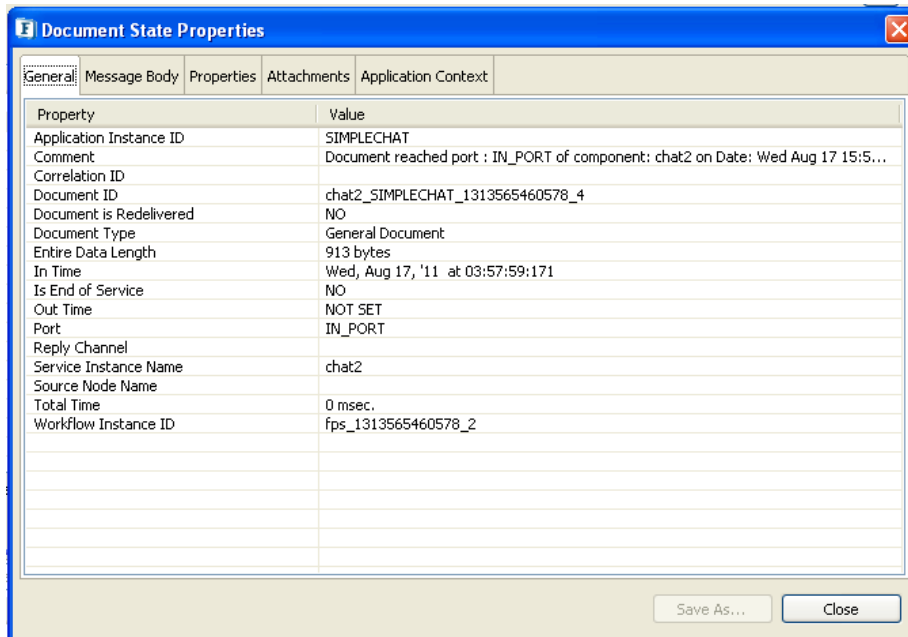 Document State Properties
General Message Body Properties Attachments Application Context
Property Value
Application Instance ID SIMPLECHAT
Comment Document reached port : IN_PORT of component: chat2 on Date: Wed Aug 17 15:5...
Correlation ID
Document ID chat2_SIMPLECHAT_1313565460578_4
Document is Redelivered NO
Document Type General Document
Entire Data Length 913 bytes
In Time Wed, Aug 17, '11 at 03:57:59:171
Is End of Service NO
Out Time NOT SET
Port IN_PORT
Reply Channel
Service Instance Name chat2
Source Node Name
Total Time 0 msec.
Workflow Instance ID fps_1313565460578_2
Save As... Close